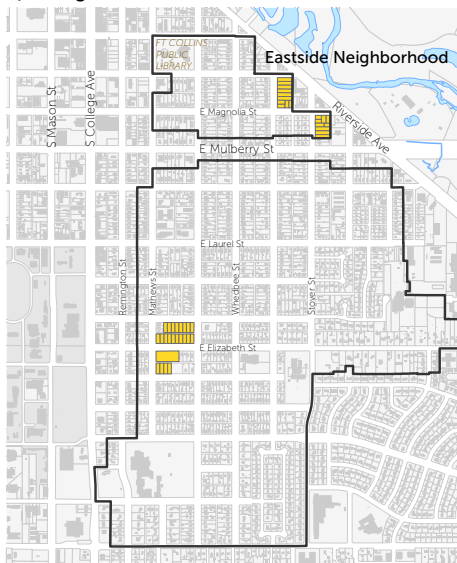 FT COLLINS
PUBLIC
LIBRARY
Eastside Neighborhood
S Mason St
S College Ave
E Magnolia St
Riverside Ave
E Mulberry St
E Laurel St
Remington St
Mathews St
Whedbee St
Stover St
E Elizabeth St